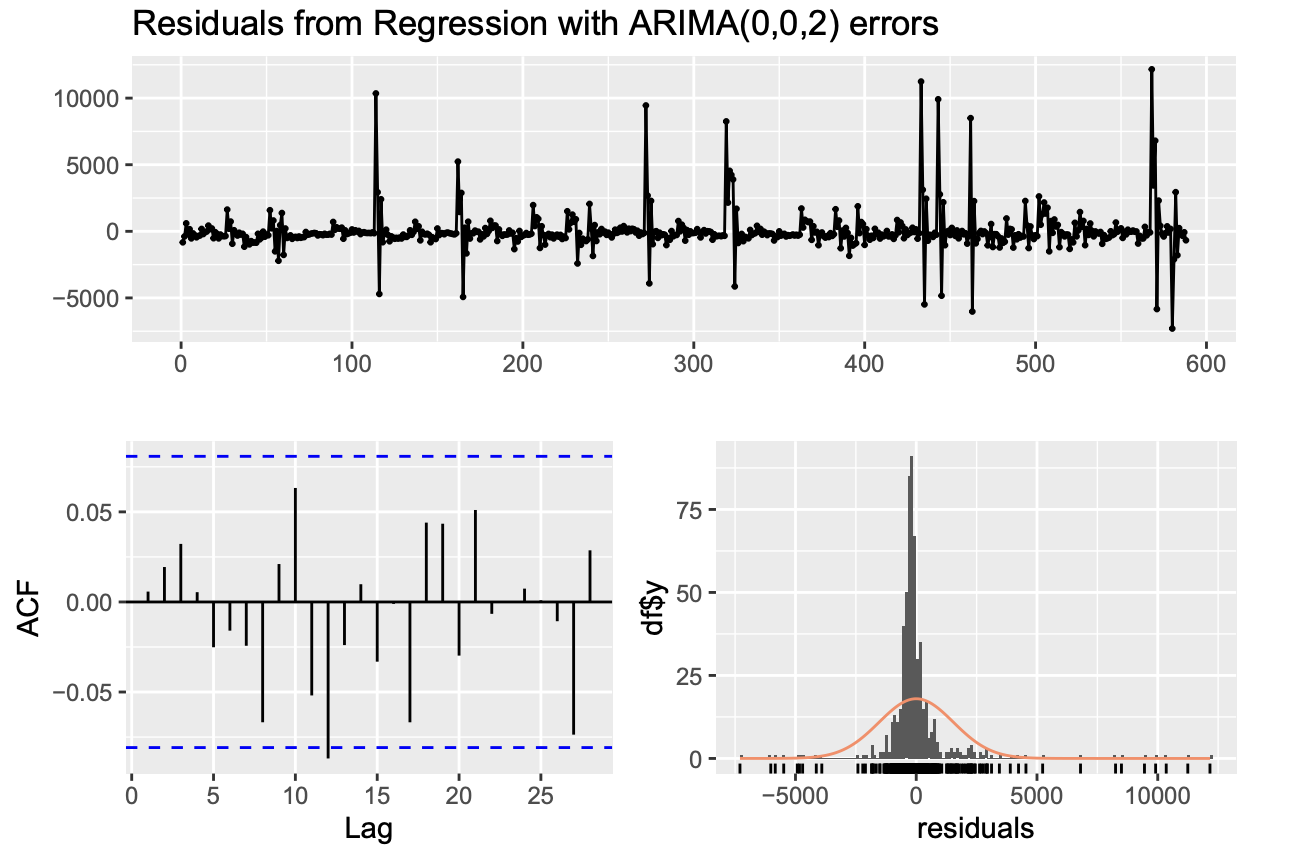 Residuals from Regression with ARIMA(0,0,2) errors
10000
5000
0
−5000
0 100 200 300 400 500 600
ACF
0.05
0.00
−0.05
0 5 10 15 20 25
Lag
df$y
75
50
25
0
−5000 0 5000 10000
residuals